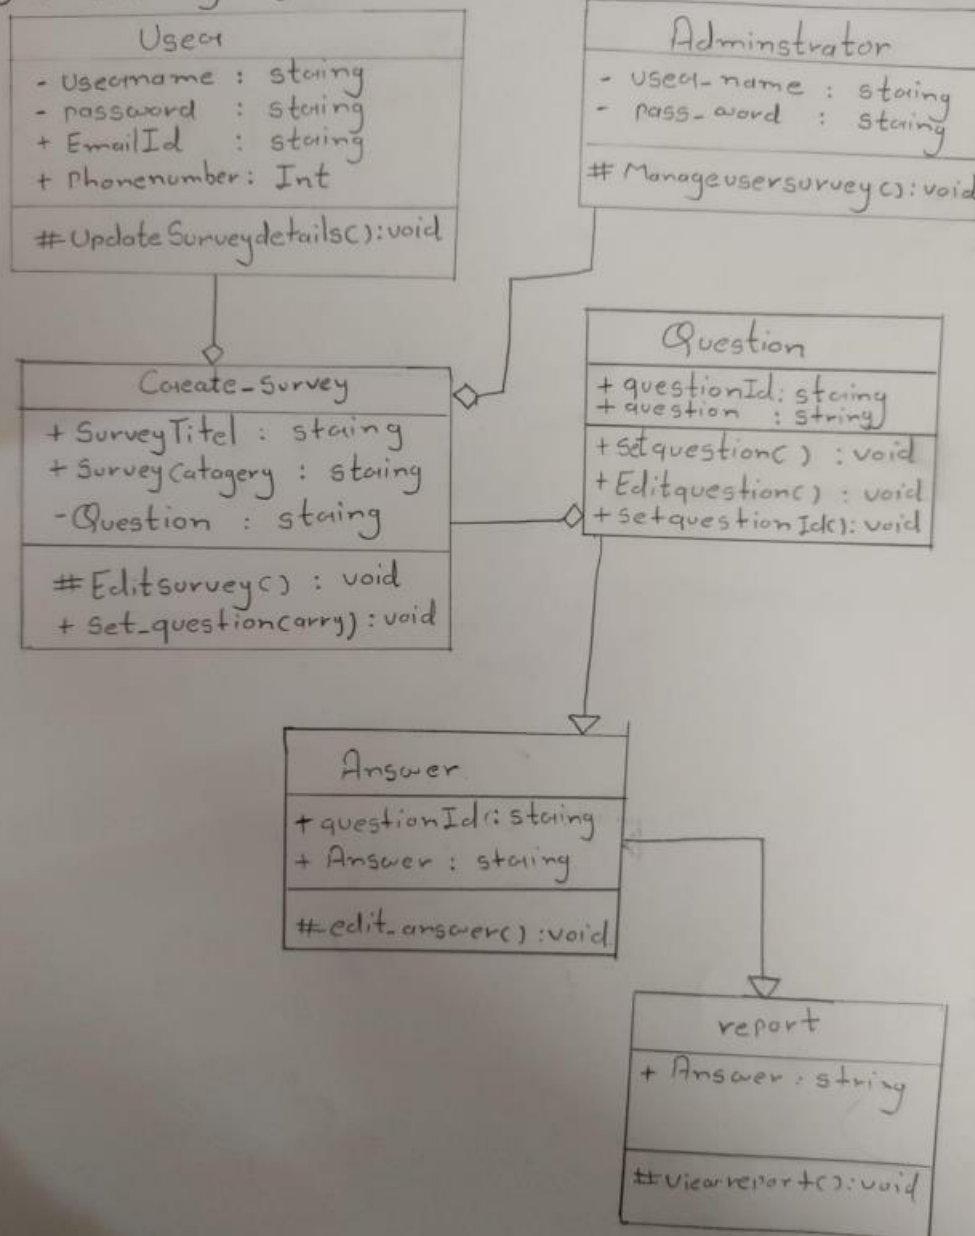 User
- Username : string
- password : string
+ EmailId : string
+ Phonenumber : Int
# UpdateSurveydetails() : void
Adminstrator
- user_name : string
- pass_word : string
# Manageusersurvey() : void
Create_Survey
+ SurveyTitel : string
+ SurveyCatagery : string
- Question : string
# Editsurvey() : void
+ Set_question(arry) : void
Question
+ questionId : string
+ question : string
+ setquestion( ) : void
+ Editquestion() : void
+ setquestionId() : void
Answer
+ questionId : string
+ Answer : string
# edit_answer() : void
report
+ Answer : string
# viewreport() : void